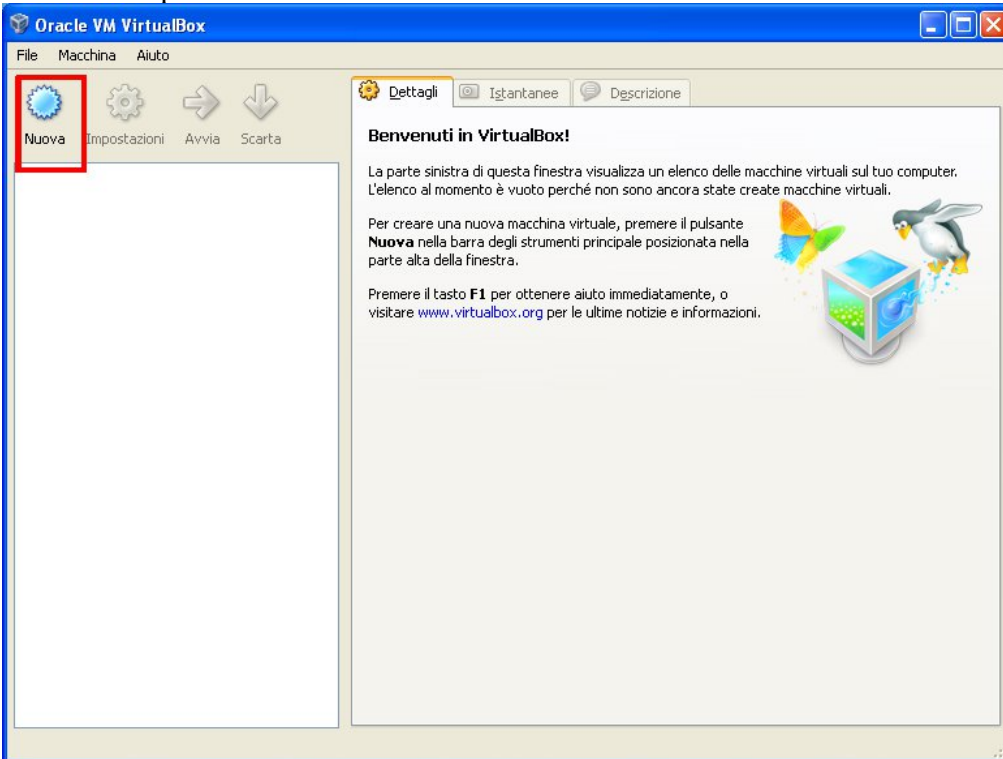 Oracle VM VirtualBox
File Macchina Aiuto
Nuova Impostazioni Avvia Scarta
Dettagli Istantanee Descrizione
Benvenuti in VirtualBox!
La parte sinistra di questa finestra visualizza un elenco delle macchine virtuali sul tuo computer.
L'elenco al momento è vuoto perché non sono ancora state create macchine virtuali.
Per creare una nuova macchina virtuale, premere il pulsante
Nuova nella barra degli strumenti principale posizionata nella
parte alta della finestra.
Premere il tasto F1 per ottenere aiuto immediatamente, o
visitare www.virtualbox.org per le ultime notizie e informazioni.